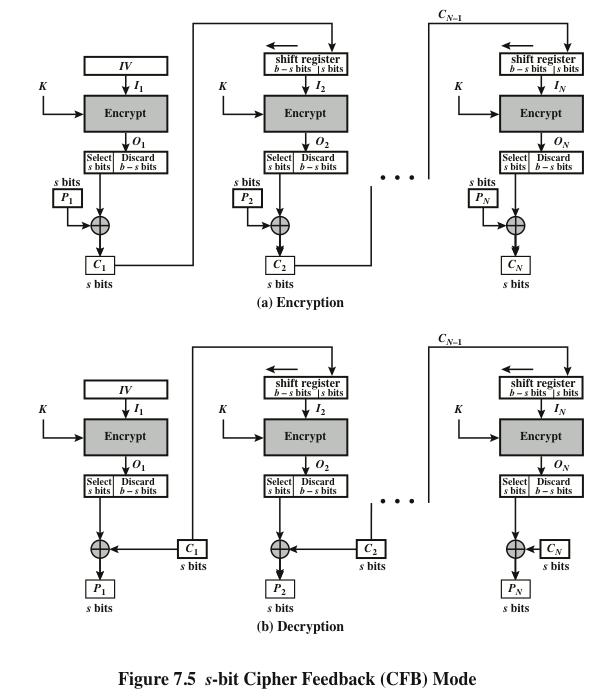 C_{N-1}
IV
shift register
b – s bits | s bits
shift register
b – s bits | s bits
K
I_1
K
I_2
K
I_N
Encrypt
Encrypt
Encrypt
O_1
O_2
O_N
Select
s bits
Discard
b – s bits
Select
s bits
Discard
b – s bits
Select
s bits
Discard
b – s bits
s bits
P_1
s bits
P_2
• • •
s bits
P_N
C_1
C_2
C_N
s bits
s bits
s bits
(a) Encryption
C_{N-1}
IV
shift register
b – s bits | s bits
shift register
b – s bits | s bits
K
I_1
K
I_2
K
I_N
Encrypt
Encrypt
Encrypt
O_1
O_2
O_N
Select
s bits
Discard
b – s bits
Select
s bits
Discard
b – s bits
Select
s bits
Discard
b – s bits
• • •
C_1
s bits
C_2
s bits
C_N
s bits
P_1
P_2
P_N
s bits
s bits
s bits
(b) Decryption
Figure 7.5 s-bit Cipher Feedback (CFB) Mode